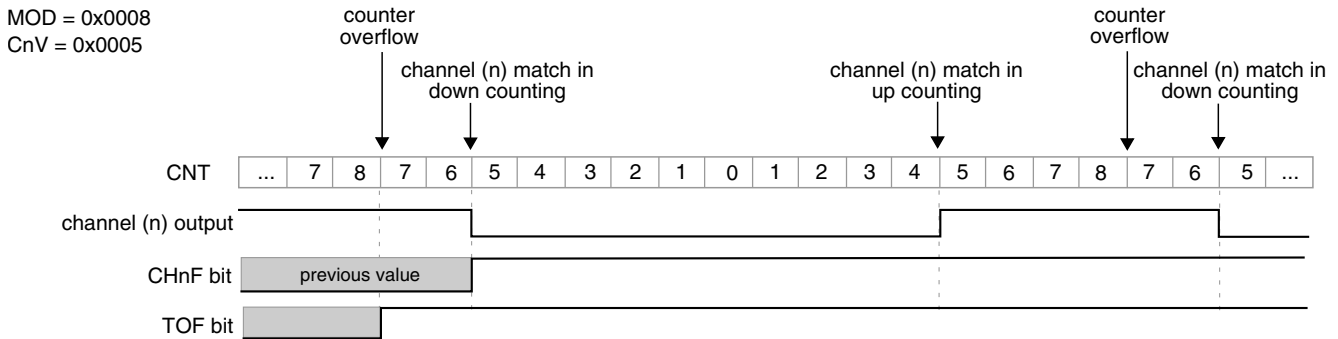 MOD = 0x0008
CnV = 0x0005
counter
overflow
channel (n) match in
down counting
channel (n) match in
up counting
counter
overflow
channel (n) match in
down counting
CNT ... 7 8 7 6 5 4 3 2 1 0 1 2 3 4 5 6 7 8 7 6 5 ...
channel (n) output
CHnF bit previous value
TOF bit